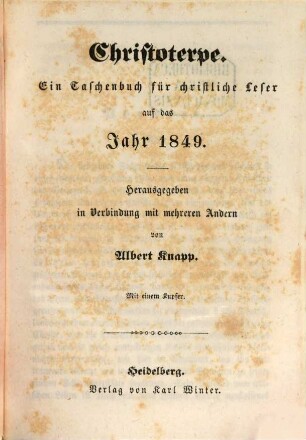 Christoterpe.
Ein Taschenbuch für christliche Leser
auf das
Jahr 1849.
Herausgegeben
in Verbindung mit mehreren Andern
von
Albert Knapp.
Mit einem Kupfer.
Heidelberg.
Verlag von Karl Winter.